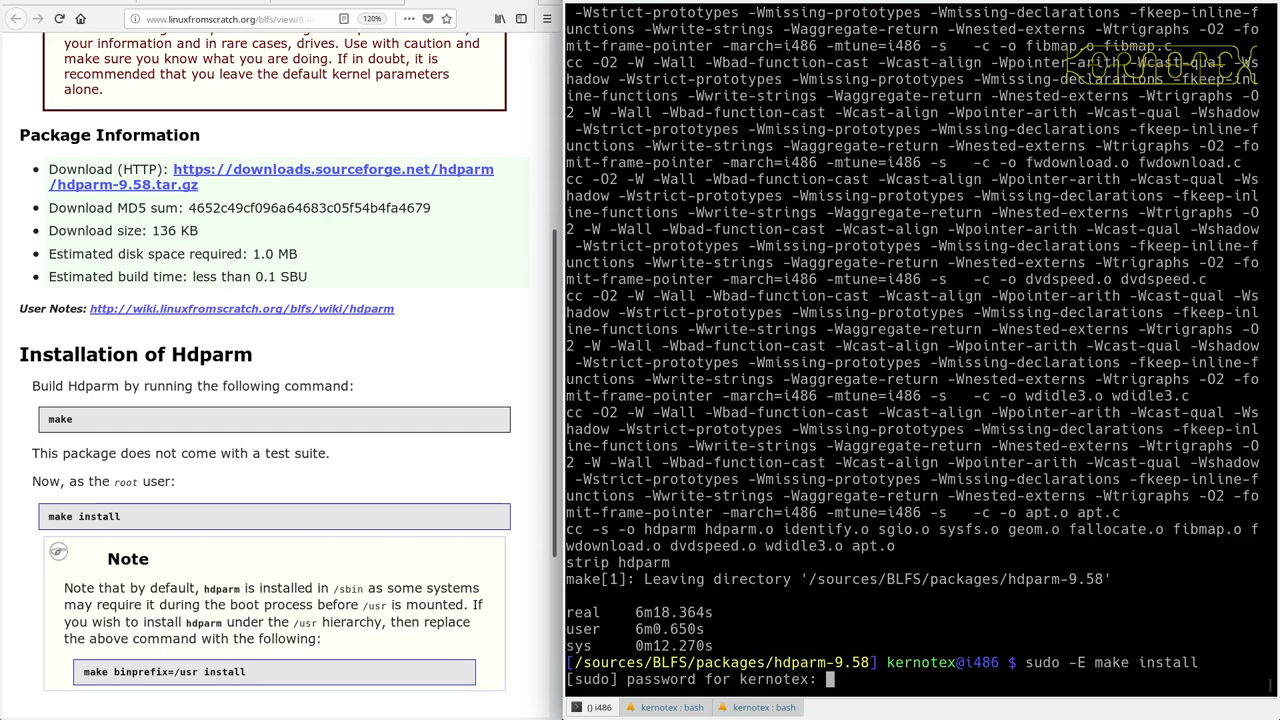 www.linuxfromscratch.org/blfs/view/8.4
120%
your information and in rare cases, drives. Use with caution and
make sure you know what you are doing. If in doubt, it is
recommended that you leave the default kernel parameters
alone.
Package Information
Download (HTTP): https://downloads.sourceforge.net/hdparm
/hdparm-9.58.tar.gz
Download MD5 sum: 4652c49cf096a64683c05f54b4fa4679
Download size: 136 KB
Estimated disk space required: 1.0 MB
Estimated build time: less than 0.1 SBU
User Notes: http://wiki.linuxfromscratch.org/blfs/wiki/hdparm
Installation of Hdparm
Build Hdparm by running the following command:
make
This package does not come with a test suite.
Now, as the root user:
make install
Note
Note that by default, hdparm is installed in /sbin as some systems
may require it during the boot process before /usr is mounted. If
you wish to install hdparm under the /usr hierarchy, then replace
the above command with the following:
make binprefix=/usr install
-Wstrict-prototypes -Wmissing-prototypes -Wmissing-declarations -fkeep-inline-f
unctions -Wwrite-strings -Waggregate-return -Wnested-externs -Wtrigraphs -O2 -fo
mit-frame-pointer -march=i486 -mtune=i486 -s   -c -o fibmap.o fibmap.c
KERNOTEX
cc -O2 -W -Wall -Wbad-function-cast -Wcast-align -Wpointer-arith -Wcast-qual -Ws
hadow -Wstrict-prototypes -Wmissing-prototypes -Wmissing-declarations -fkeep-inl
ine-functions -Wwrite-strings -Waggregate-return -Wnested-externs -Wtrigraphs -O
2 -W -Wall -Wbad-function-cast -Wcast-align -Wpointer-arith -Wcast-qual -Wshadow
-Wstrict-prototypes -Wmissing-prototypes -Wmissing-declarations -fkeep-inline-f
unctions -Wwrite-strings -Waggregate-return -Wnested-externs -Wtrigraphs -O2 -fo
mit-frame-pointer -march=i486 -mtune=i486 -s   -c -o fwdownload.o fwdownload.c
cc -O2 -W -Wall -Wbad-function-cast -Wcast-align -Wpointer-arith -Wcast-qual -Ws
hadow -Wstrict-prototypes -Wmissing-prototypes -Wmissing-declarations -fkeep-inl
ine-functions -Wwrite-strings -Waggregate-return -Wnested-externs -Wtrigraphs -O
2 -W -Wall -Wbad-function-cast -Wcast-align -Wpointer-arith -Wcast-qual -Wshadow
-Wstrict-prototypes -Wmissing-prototypes -Wmissing-declarations -fkeep-inline-f
unctions -Wwrite-strings -Waggregate-return -Wnested-externs -Wtrigraphs -O2 -fo
mit-frame-pointer -march=i486 -mtune=i486 -s   -c -o dvdspeed.o dvdspeed.c
cc -O2 -W -Wall -Wbad-function-cast -Wcast-align -Wpointer-arith -Wcast-qual -Ws
hadow -Wstrict-prototypes -Wmissing-prototypes -Wmissing-declarations -fkeep-inl
ine-functions -Wwrite-strings -Waggregate-return -Wnested-externs -Wtrigraphs -O
2 -W -Wall -Wbad-function-cast -Wcast-align -Wpointer-arith -Wcast-qual -Wshadow
-Wstrict-prototypes -Wmissing-prototypes -Wmissing-declarations -fkeep-inline-f
unctions -Wwrite-strings -Waggregate-return -Wnested-externs -Wtrigraphs -O2 -fo
mit-frame-pointer -march=i486 -mtune=i486 -s   -c -o wdidle3.o wdidle3.c
cc -O2 -W -Wall -Wbad-function-cast -Wcast-align -Wpointer-arith -Wcast-qual -Ws
hadow -Wstrict-prototypes -Wmissing-prototypes -Wmissing-declarations -fkeep-inl
ine-functions -Wwrite-strings -Waggregate-return -Wnested-externs -Wtrigraphs -O
2 -W -Wall -Wbad-function-cast -Wcast-align -Wpointer-arith -Wcast-qual -Wshadow
-Wstrict-prototypes -Wmissing-prototypes -Wmissing-declarations -fkeep-inline-f
unctions -Wwrite-strings -Waggregate-return -Wnested-externs -Wtrigraphs -O2 -fo
mit-frame-pointer -march=i486 -mtune=i486 -s   -c -o apt.o apt.c
cc -s -o hdparm hdparm.o identify.o sgio.o sysfs.o geom.o fallocate.o fibmap.o f
wdownload.o dvdspeed.o wdidle3.o apt.o
strip hdparm
make[1]: Leaving directory '/sources/BLFS/packages/hdparm-9.58'
real    6m18.364s
user    6m0.650s
sys     0m12.270s
[/sources/BLFS/packages/hdparm-9.58] kernotex@i486 $ sudo -E make install
[sudo] password for kernotex:
() i486
kernotex : bash
kernotex : bash